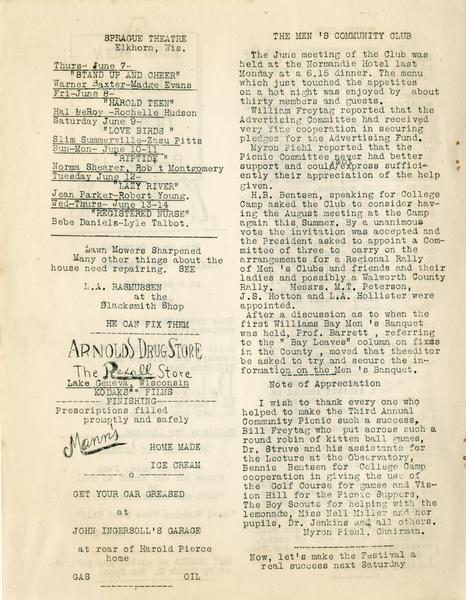 SPRAGUE THEATRE
Elkhorn, Wis.
Thurs- June 7-
"STAND UP AND CHEER"
Warner Baxter-Madge Evans
Fri-June 8-
"HAROLD TEEN"
Hal BeRoy -Rochelle Hudson
Saturday June 9-
"LOVE BIRDS "
Slim Summerville-Zasu Pitts
Sun-Mon- June 10-11
"RIPTIDE "
Norma Shearer, Rob t Montgomery
Tuesday June 12-
"LAZY RIVER"
Jean Parker-Robert Young.
Wed-Thurs- June 13-14
"REGISTERED NURSE"
Bebe Daniels-Lyle Talbot.
Lawn Mowers Sharpened
Many other things about the
house need repairing. SEE
L.A. RASMUSSEN
at the
Blacksmith Shop
HE CAN FIX THEM
ARNOLD'S DRUG STORE
The Rexall Store
Lake Geneva, Wisconsin
KODAKS- FILMS
FINISHING
Prescriptions filled
promptly and safely
Mann's
HOME MADE
ICE CREAM
GET YOUR CAR GREASED
at
JOHN INGERSOLL'S GARAGE
at rear of Harold Pierce
home
GAS OIL
THE MEN 'S COMMUNITY CLUB
The June meeting of the Club was
held at the Normandie Hotel last
Monday at a 6.15 dinner. The menu
which just touched the appetites
on a hot night was enjoyed by about
thirty members and guests.
William Freytag reported that the
Advertising Committee had received
very fine cooperation in securing
pledges for the Advertising Fund.
Myron Piehl reported that the
Picnic Committee never had better
support and could express suffici-
ently their appreciation of the help
given.
H.B. Bentsen, speaking for College
Camp asked the Club to consider hav-
ing the August meeting at the Camp
again this Summer. By a unanimous
vote the invitation was accepted and
the President asked to appoint a Com-
mittee of three to carry on the
arrangements for a Regional Rally
of Men 's Clubs and friends and their
ladies and possibly a Walworth County
Rally. Messrs. M.T. Peterson,
J.S. Hotton and L.A. Hollister were
appointed.
After a discussion as to when the
first Williams Bay Men 's Banquet
was held, Prof. Barrott , referring
to the " Bay Leaves" column on firsts
in the County , moved that theeditor
be asked to try and secure the in-
formation on the Men 's Banquet.
Note of Appreciation
I wish to thank every one who
helped to make the Third Annual
Community Picnic such a success,
Bill Freytag who put across such a
round robin of kitten ball games,
Dr. Struve and his assistants for
the Lecture at the Observatory,
Bennie Bentsen for College Camp
cooperation in giving the use of
the Golf Course for games and Vis-
ion Hill for the Picnic Suppers,
The Boy Scouts for helping with the
lemonade, Miss Nell Miller and her
pupils, Dr. Jenkins and all others.
Myron Piehl, Chairman.
Now, let's make the Festival a
real success next Saturday